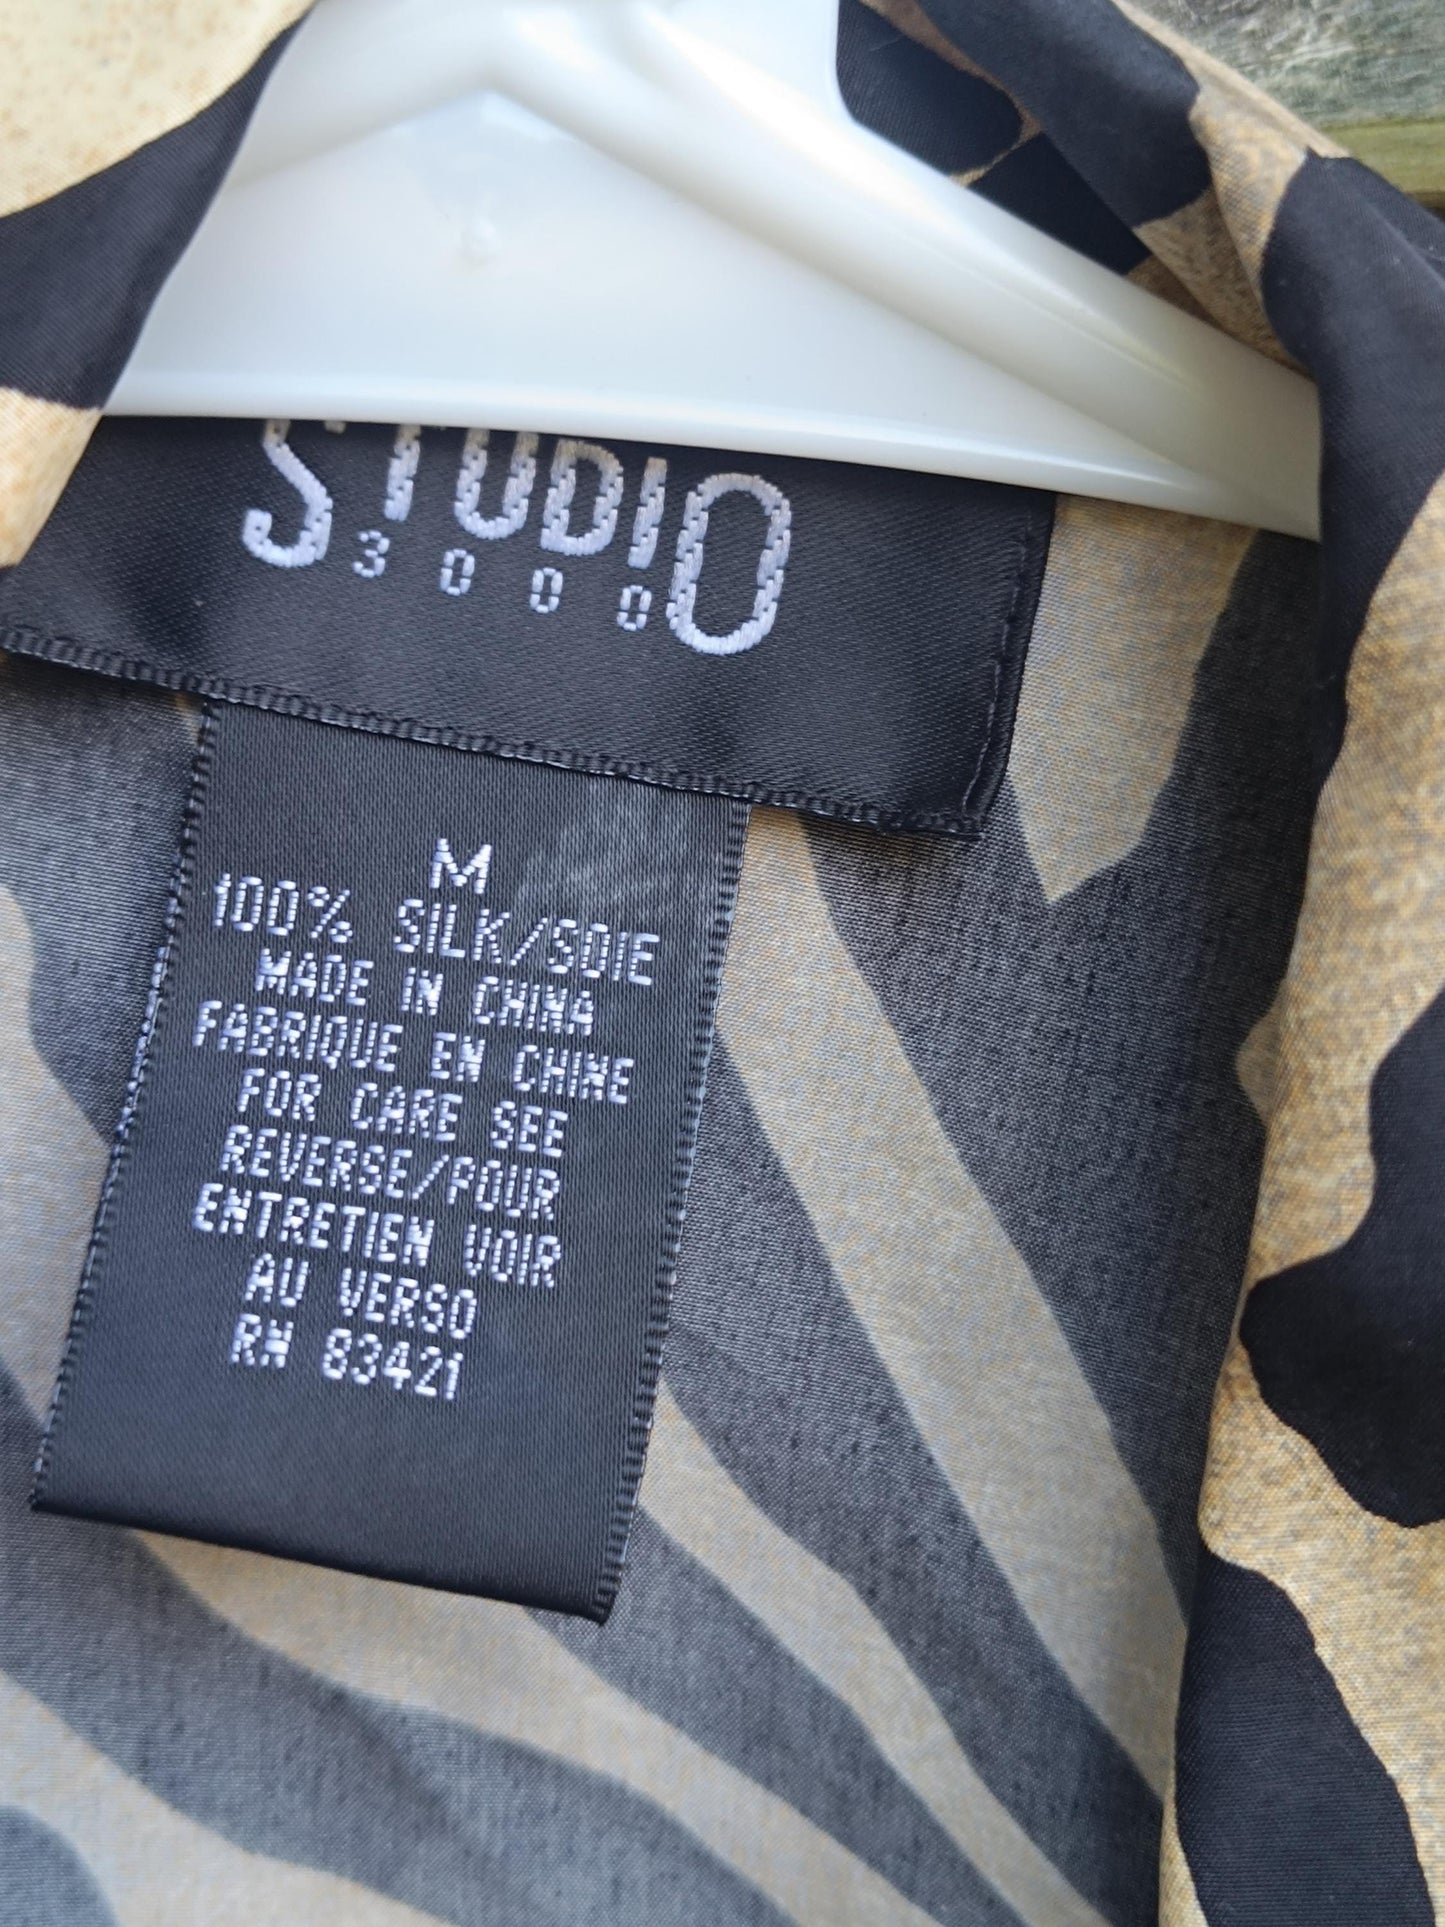 STUDIO
3000
M
100% SILK/SOIE
MADE IN CHINA
FABRIQUE EN CHINE
FOR CARE SEE
REVERSE/POUR
ENTRETIEN VOIR
AU VERSO
RN 83421